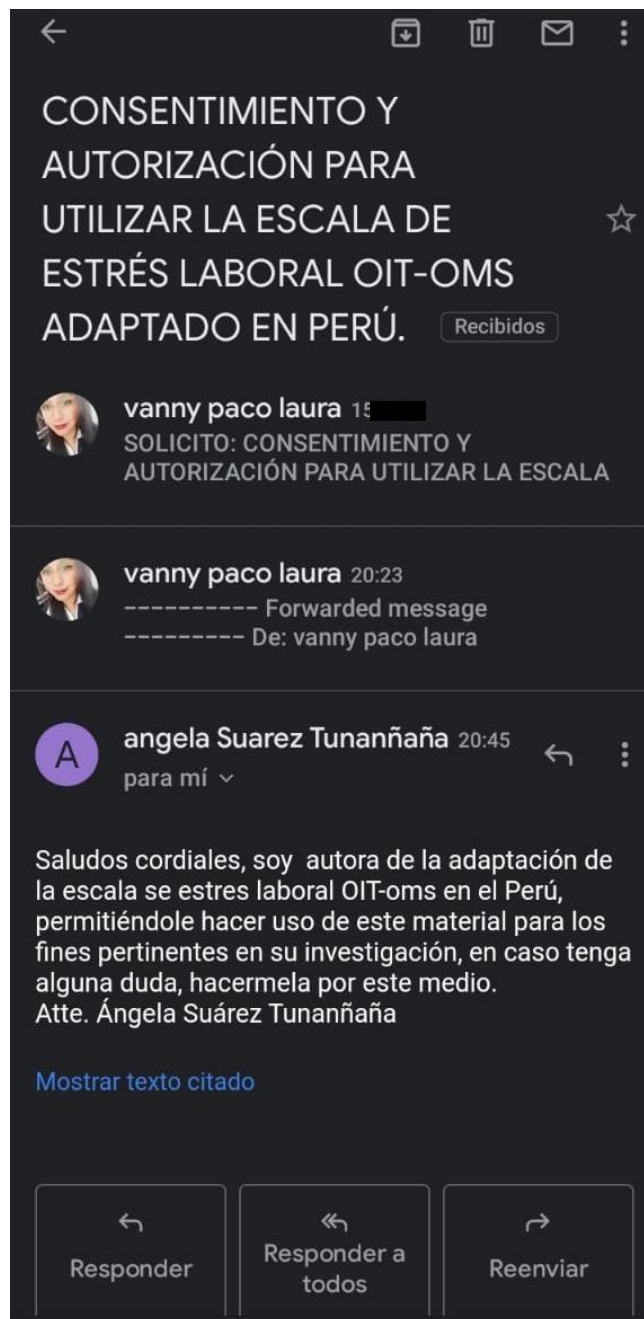 CONSENTIMIENTO Y
AUTORIZACIÓN PARA
UTILIZAR LA ESCALA DE
ESTRÉS LABORAL OIT-OMS
ADAPTADO EN PERÚ. Recibidos
vanny paco laura 15
SOLICITO: CONSENTIMIENTO Y
AUTORIZACIÓN PARA UTILIZAR LA ESCALA
vanny paco laura 20:23
---------- Forwarded message
--------- De: vanny paco laura
A
angela Suarez Tunanñaña 20:45
para mí
Saludos cordiales, soy autora de la adaptación de
la escala se estres laboral OIT-oms en el Perú,
permitiéndole hacer uso de este material para los
fines pertinentes en su investigación, en caso tenga
alguna duda, hacermela por este medio.
Atte. Ángela Suárez Tunanñaña
Mostrar texto citado
Responder
Responder a
todos
Reenviar